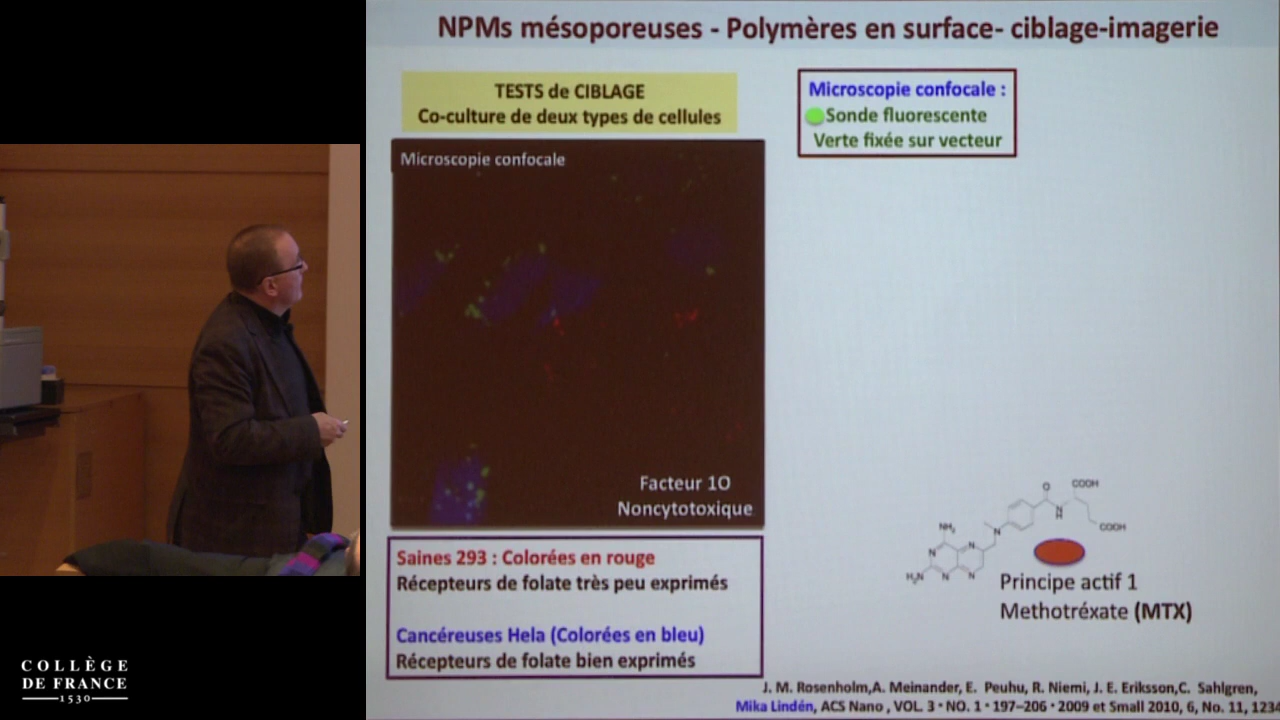 NPMs mésoporeuses - Polymères en surface- ciblage-imagerie
TESTS de CIBLAGE
Co-culture de deux types de cellules
Microscopie confocale :
Sonde fluorescente
Verte fixée sur vecteur
Microscopie confocale
Facteur 1O
Noncytotoxique
Saines 293 : Colorées en rouge
Récepteurs de folate très peu exprimés
Cancéreuses Hela (Colorées en bleu)
Récepteurs de folate bien exprimés
O
COOH
N
H
COOH
NH₂
N
N
N
H₂N
N
N
Principe actif 1
Methotréxate (MTX)
J. M. Rosenholm,A. Meinander, E. Peuhu, R. Niemi, J. E. Eriksson,C. Sahlgren,
Mika Lindén, ACS Nano , VOL. 3 • NO. 1 • 197–206 • 2009 et Small 2010, 6, No. 11, 1234
COLLÈGE
DE FRANCE
1530